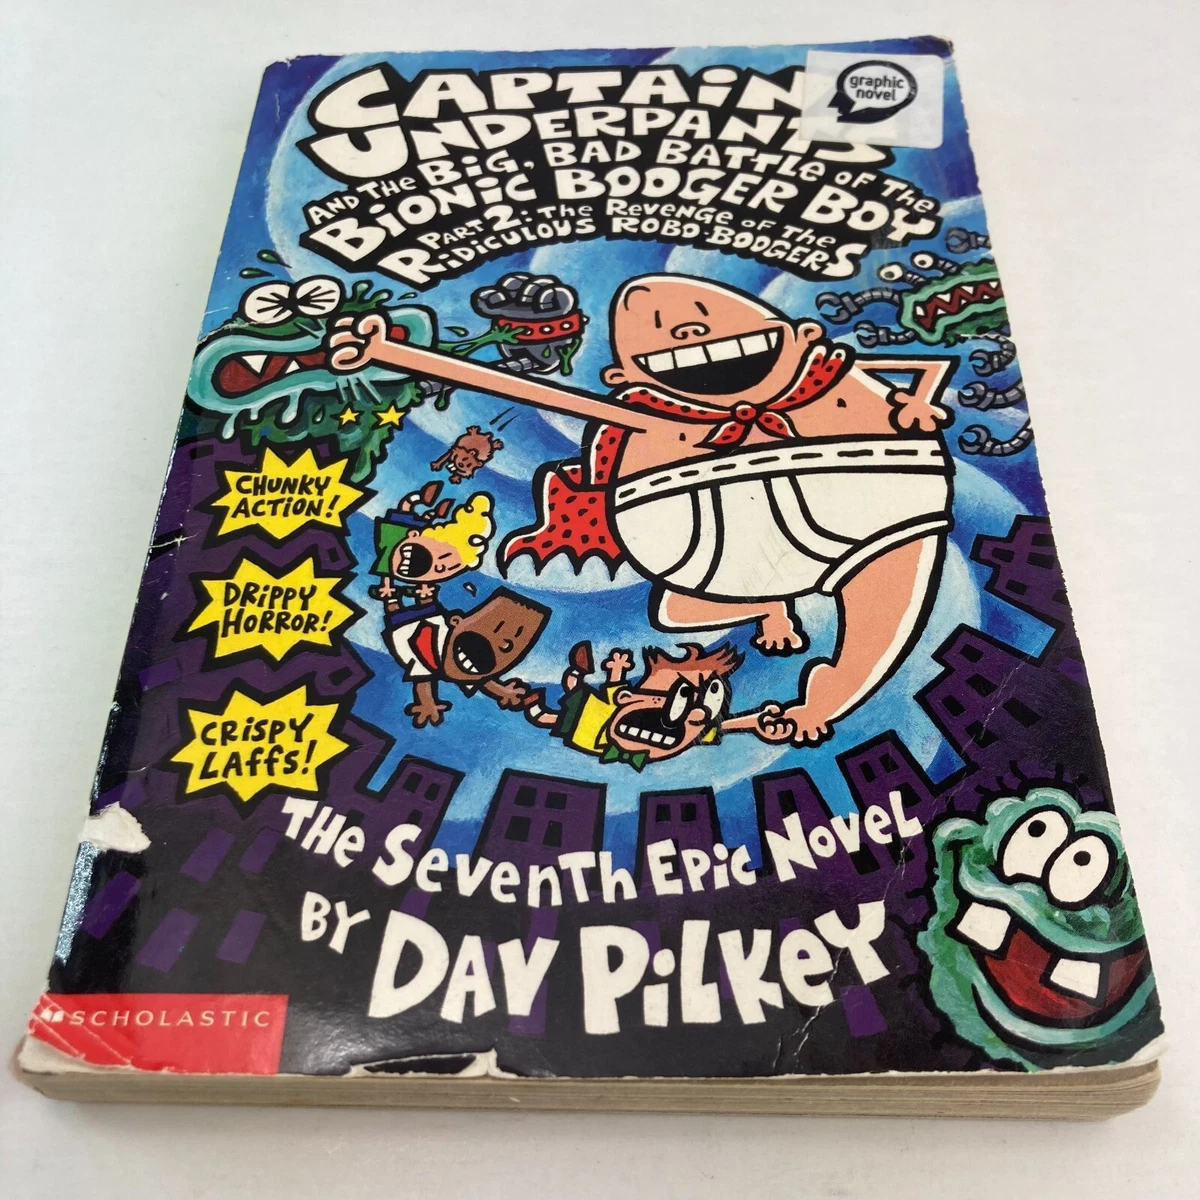 graphic
novel
CAPTAIN
UNDERPANTS
AND THE BiG, BAD BATTLE OF THE
BiONiC BOOGER BOY
PART 2: THE REVENGE OF THE
RiDiCULOUS ROBO-BOOGERS
CHUNKY
ACTiON!
DRiPPY
HORROR!
CRiSPY
LAffS!
THe SeVenTh EPic NoVeL
BY DAV PiLKeY
SCHOLASTIC